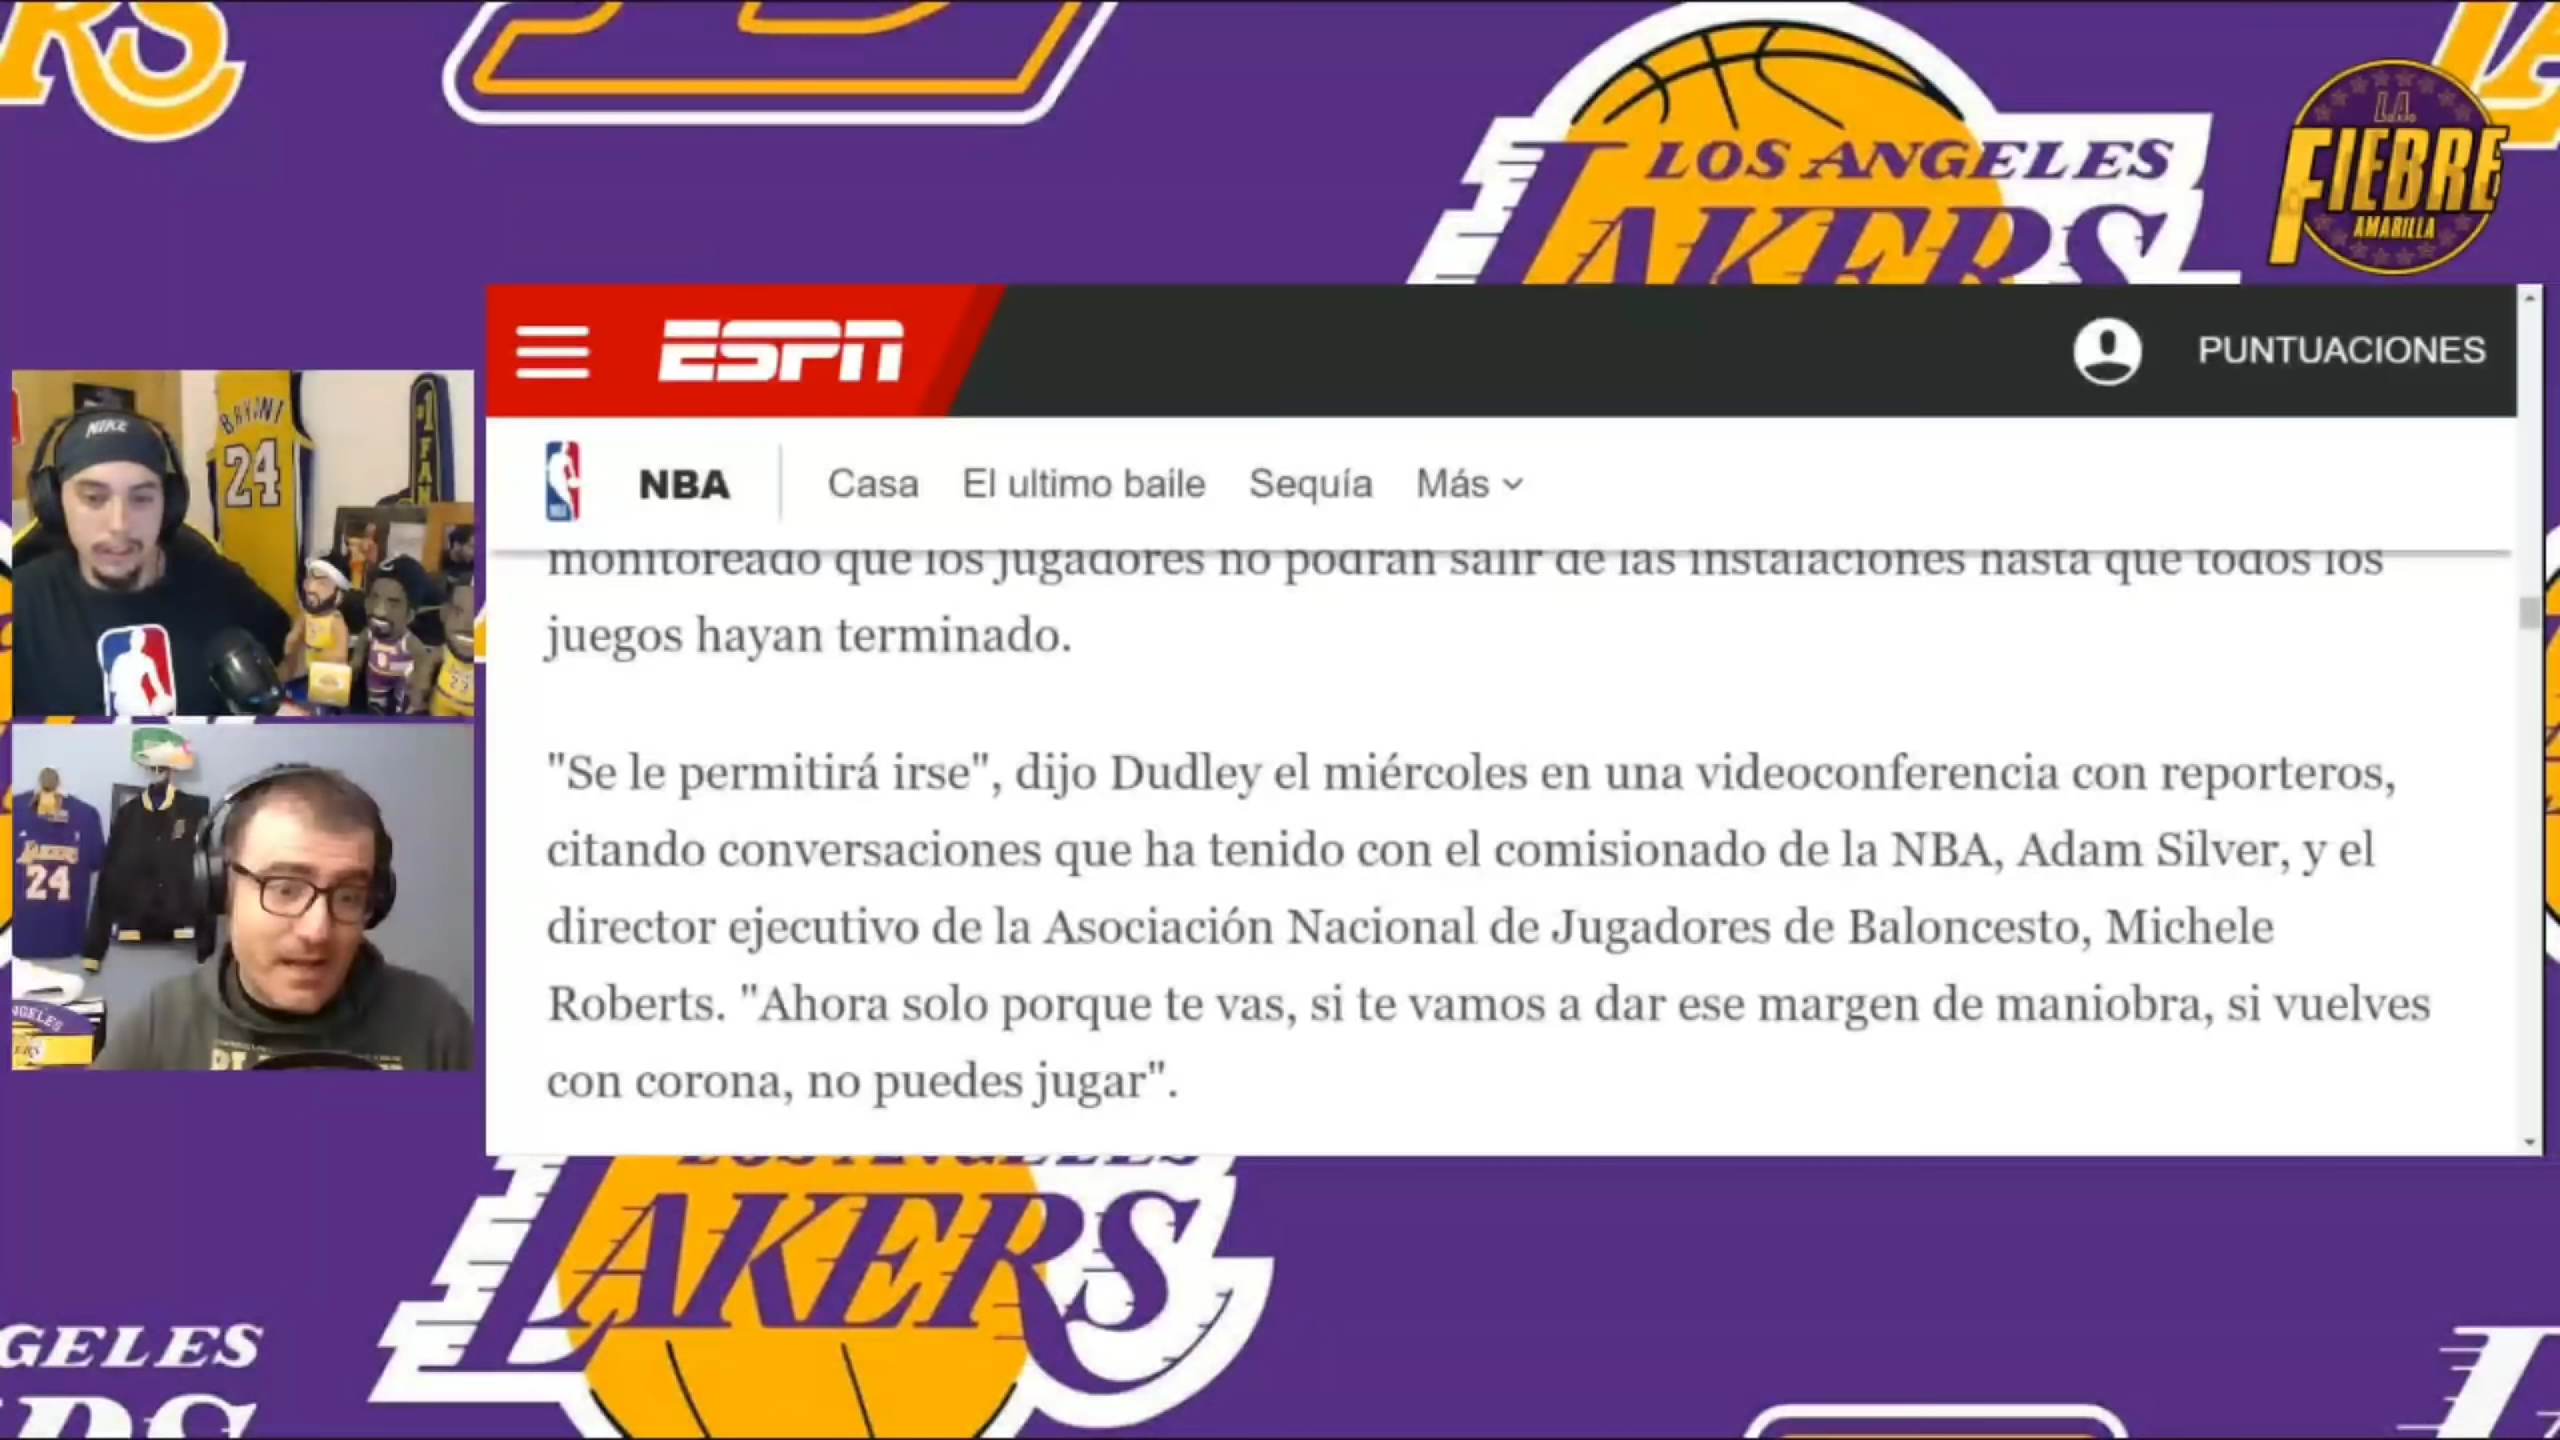 LOS ANGELES
LAKERS
L.A.
FIEBRE
AMARILLA
ESPN
PUNTUACIONES
NBA Casa El ultimo baile Sequía Más
monitoreado que los jugadores no podrán salir de las instalaciones hasta que todos los
juegos hayan terminado.
"Se le permitirá irse", dijo Dudley el miércoles en una videoconferencia con reporteros,
citando conversaciones que ha tenido con el comisionado de la NBA, Adam Silver, y el
director ejecutivo de la Asociación Nacional de Jugadores de Baloncesto, Michele
Roberts. "Ahora solo porque te vas, si te vamos a dar ese margen de maniobra, si vuelves
con corona, no puedes jugar".
NIKE
BRYANT
24
#1
FAN
LAKERS
24
LOS ANGELES
LAKERS
GELES